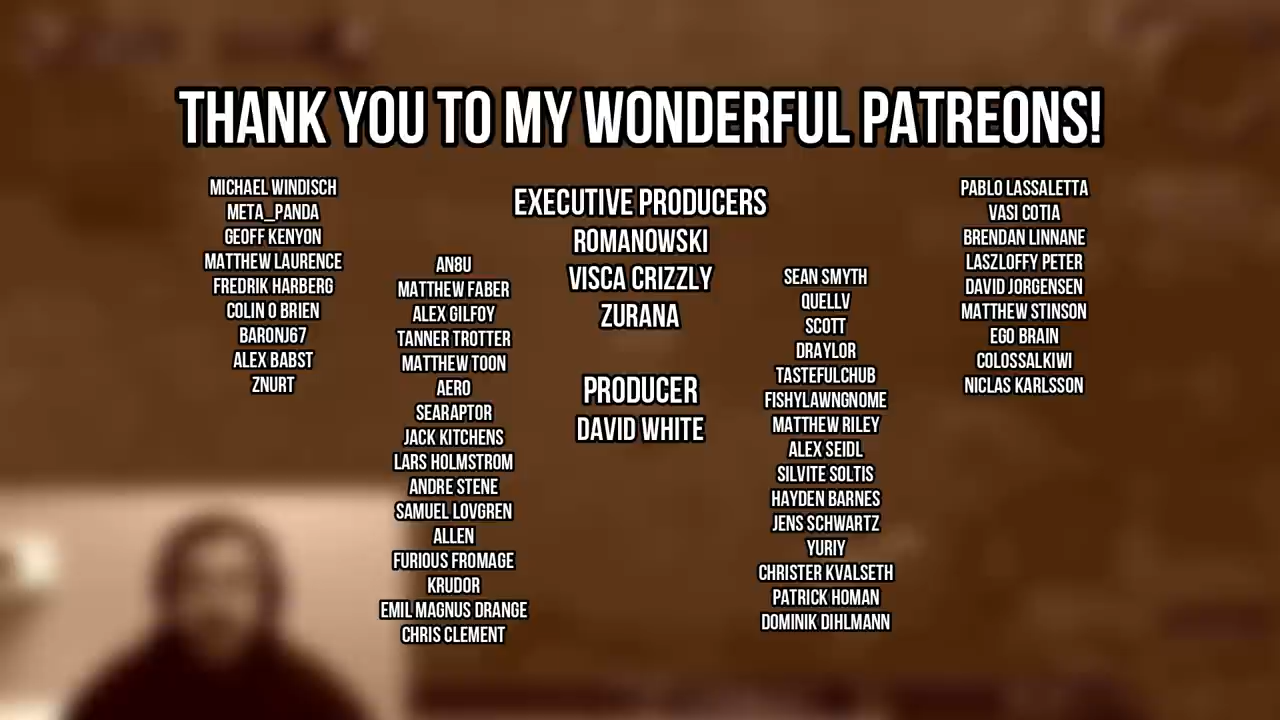 THANK YOU TO MY WONDERFUL PATREONS!
MICHAEL WINDISCH
META_PANDA
GEOFF KENYON
MATTHEW LAURENCE
FREDRIK HARBERG
COLIN O BRIEN
BARONJ67
ALEX BABST
ZNURT
AN8U
MATTHEW FABER
ALEX GILFOY
TANNER TROTTER
MATTHEW TOON
AERO
SEARAPTOR
JACK KITCHENS
LARS HOLMSTROM
ANDRE STENE
SAMUEL LOVGREN
ALLEN
FURIOUS FROMAGE
KRUDOR
EMIL MAGNUS DRANGE
CHRIS CLEMENT
EXECUTIVE PRODUCERS
ROMANOWSKI
VISCA CRIZZLY
ZURANA
PRODUCER
DAVID WHITE
SEAN SMYTH
QUELLV
SCOTT
DRAYLOR
TASTEFULCHUB
FISHYLAWNGNOME
MATTHEW RILEY
ALEX SEIDL
SILVITE SOLTIS
HAYDEN BARNES
JENS SCHWARTZ
YURIY
CHRISTER KVALSETH
PATRICK HOMAN
DOMINIK DIHLMANN
PABLO LASSALETTA
VASI COTIA
BRENDAN LINNANE
LASZLOFFY PETER
DAVID JORGENSEN
MATTHEW STINSON
EGO BRAIN
COLOSSALKIWI
NICLAS KARLSSON